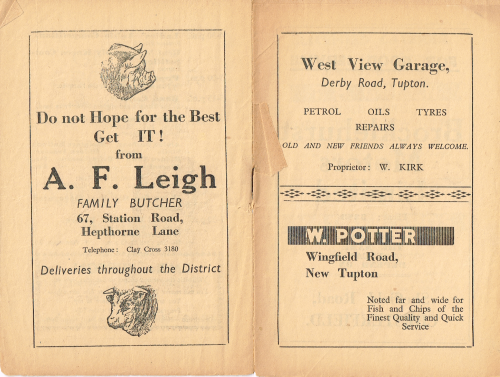 Do not Hope for the Best
Get IT!
from
A. F. Leigh
FAMILY BUTCHER
67, Station Road,
Hepthorne Lane
Telephone: Clay Cross 3180
Deliveries throughout the District
West View Garage,
Derby Road, Tupton.
PETROL OILS TYRES
REPAIRS
OLD AND NEW FRIENDS ALWAYS WELCOME.
Proprietor: W. KIRK
W. POTTER
Wingfield Road,
New Tupton
Noted far and wide for
Fish and Chips of the
Finest Quality and Quick
Service